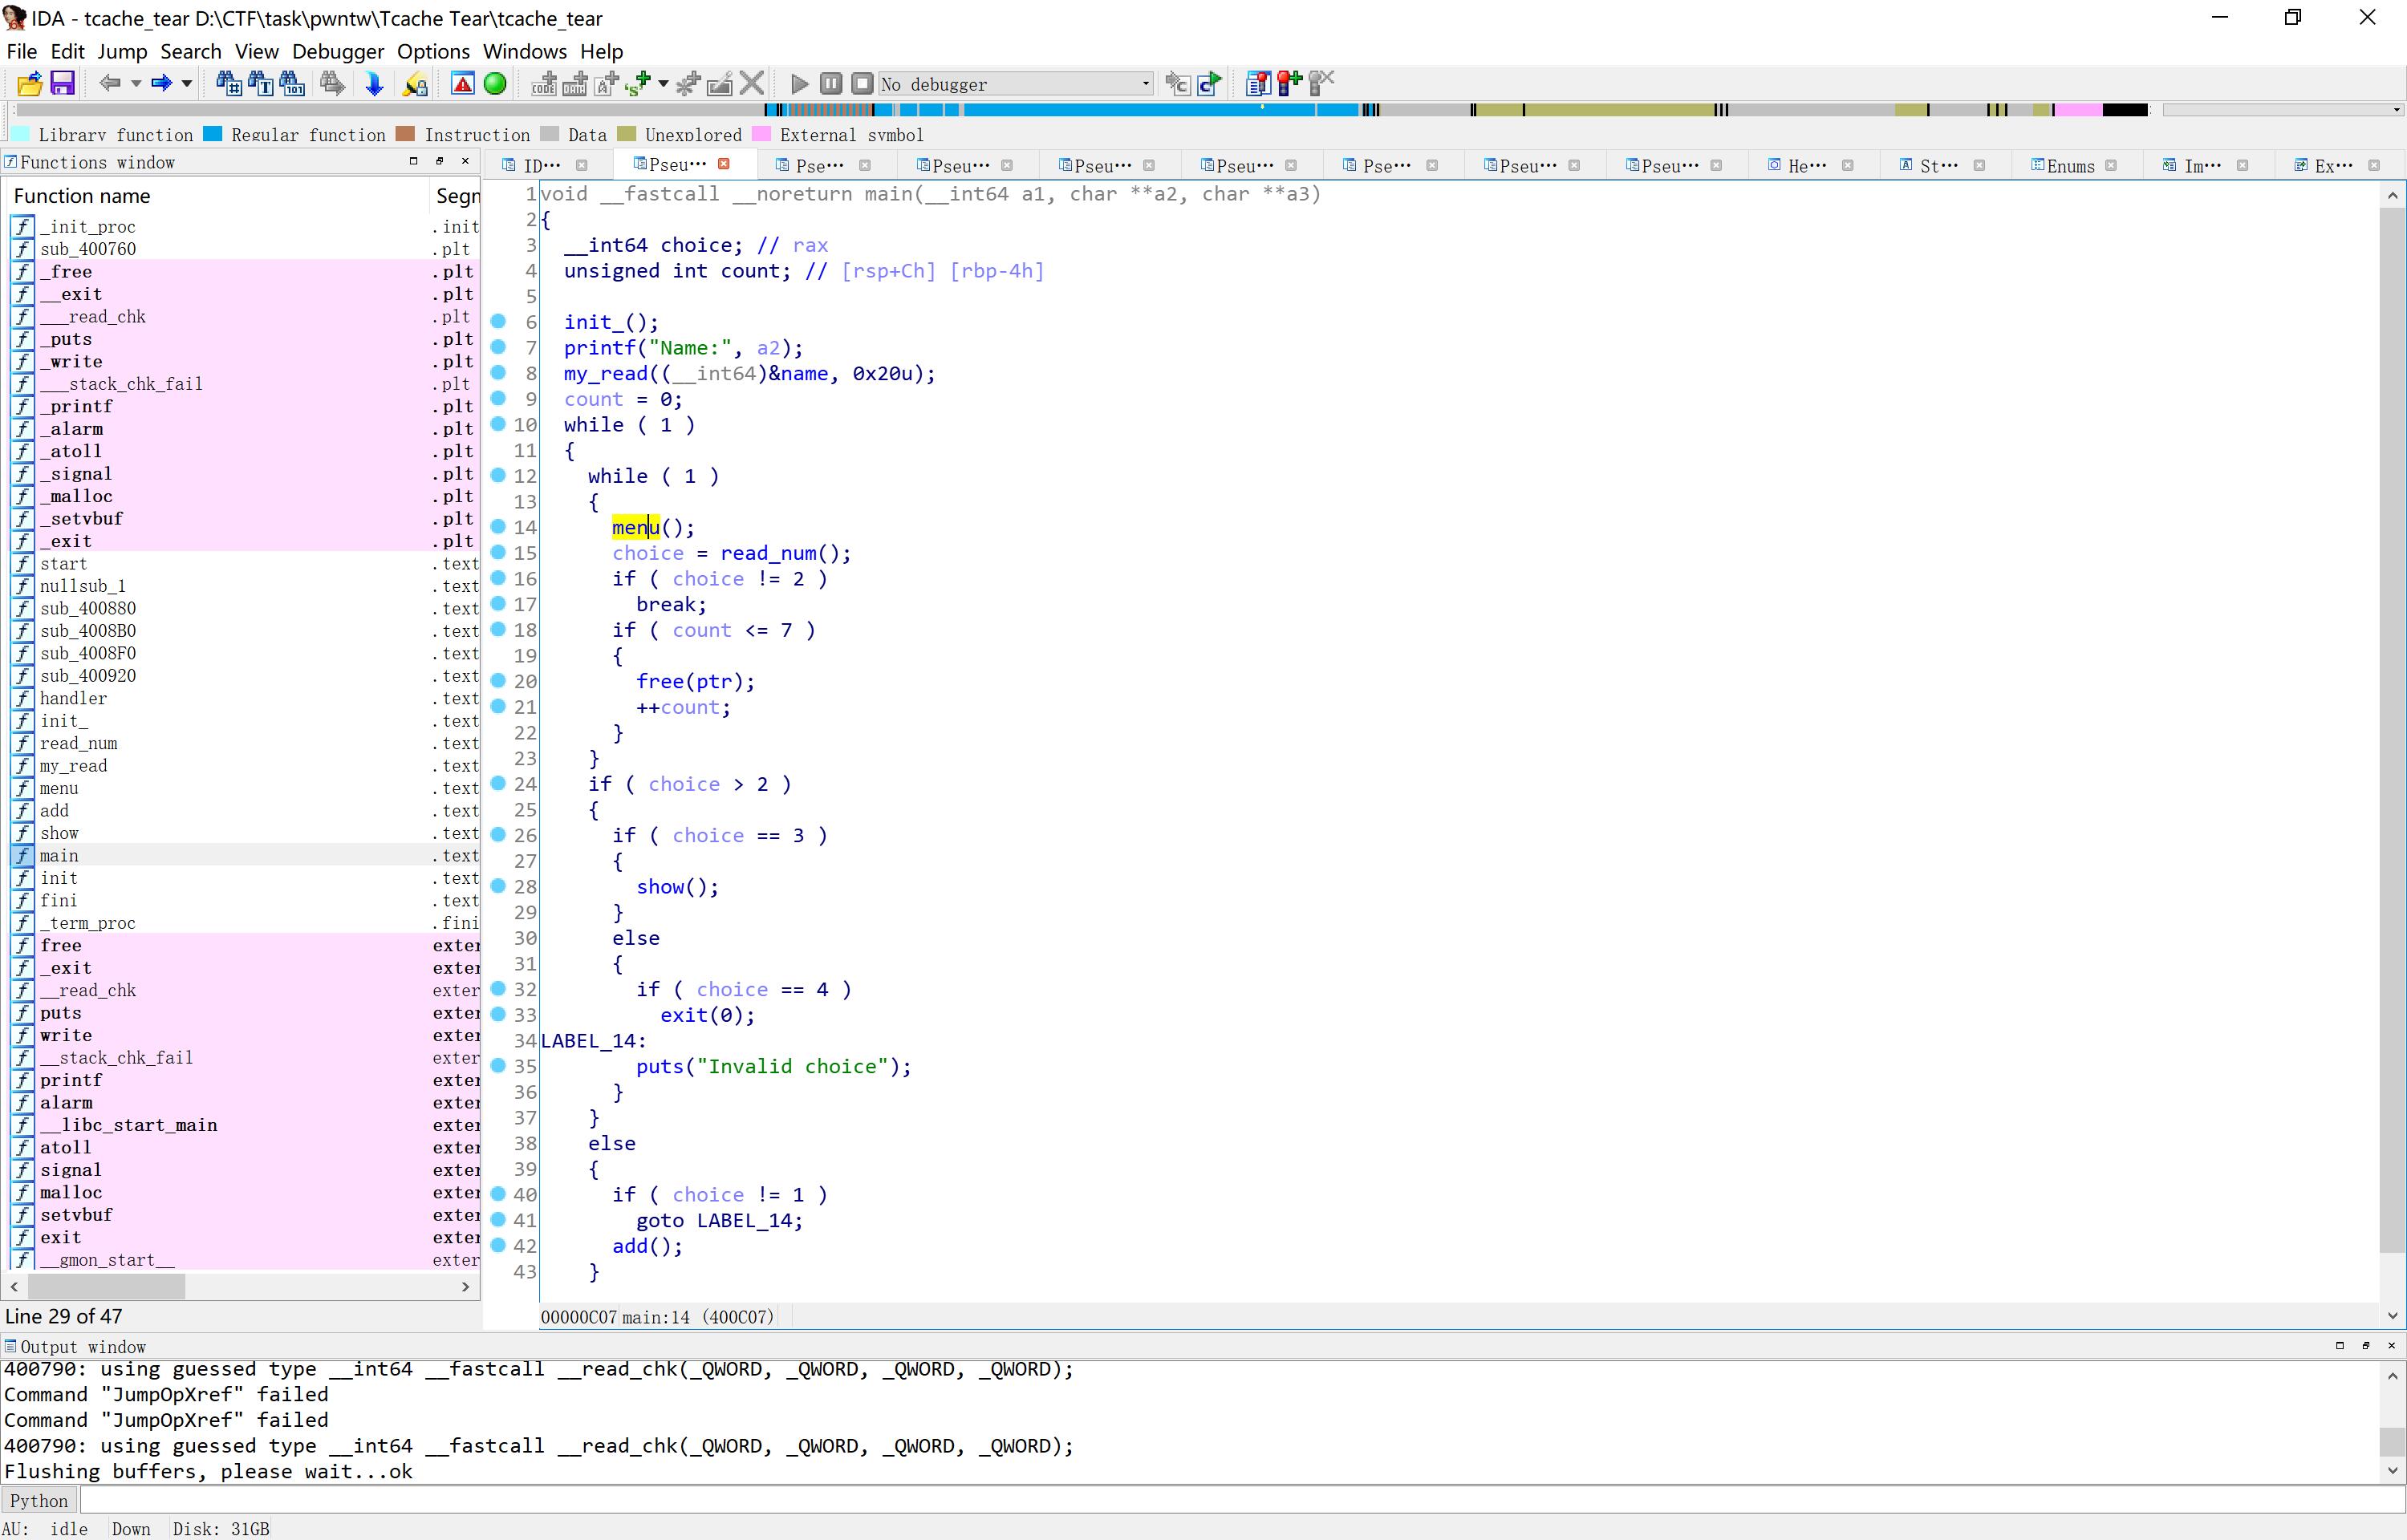 IDA - tcache_tear D:\CTF\task\pwntw\Tcache Tear\tcache_tear
File Edit Jump Search View Debugger Options Windows Help
No debugger
Library function Regular function Instruction Data Unexplored External symbol
Functions window
ID··· Pseu··· Pse··· Pseu··· Pseu··· Pseu··· Pse··· Pseu··· Pseu··· He··· St··· Enums Im··· Ex···
Function name Segn
_init_proc .init
sub_400760 .plt
_free .plt
__exit .plt
___read_chk .plt
_puts .plt
_write .plt
___stack_chk_fail .plt
_printf .plt
_alarm .plt
_atoll .plt
_signal .plt
_malloc .plt
_setvbuf .plt
_exit .plt
start .text
nullsub_1 .text
sub_400880 .text
sub_4008B0 .text
sub_4008F0 .text
sub_400920 .text
handler .text
init_ .text
read_num .text
my_read .text
menu .text
add .text
show .text
main .text
init .text
fini .text
_term_proc .fini
free exter
_exit exter
__read_chk exter
puts exter
write exter
__stack_chk_fail exter
printf exter
alarm exter
__libc_start_main exter
atoll exter
signal exter
malloc exter
setvbuf exter
exit exter
__gmon_start__ exter
Line 29 of 47
1 void __fastcall __noreturn main(__int64 a1, char **a2, char **a3)
2 {
3 __int64 choice; // rax
4 unsigned int count; // [rsp+Ch] [rbp-4h]
5
6 init_();
7 printf("Name:", a2);
8 my_read((__int64)&name, 0x20u);
9 count = 0;
10 while ( 1 )
11 {
12 while ( 1 )
13 {
14 menu();
15 choice = read_num();
16 if ( choice != 2 )
17 break;
18 if ( count <= 7 )
19 {
20 free(ptr);
21 ++count;
22 }
23 }
24 if ( choice > 2 )
25 {
26 if ( choice == 3 )
27 {
28 show();
29 }
30 else
31 {
32 if ( choice == 4 )
33 exit(0);
34 LABEL_14:
35 puts("Invalid choice");
36 }
37 }
38 else
39 {
40 if ( choice != 1 )
41 goto LABEL_14;
42 add();
43 }
00000C07 main:14 (400C07)
Output window
400790: using guessed type __int64 __fastcall __read_chk(_QWORD, _QWORD, _QWORD, _QWORD);
Command "JumpOpXref" failed
Command "JumpOpXref" failed
400790: using guessed type __int64 __fastcall __read_chk(_QWORD, _QWORD, _QWORD, _QWORD);
Flushing buffers, please wait...ok
Python
AU: idle Down Disk: 31GB